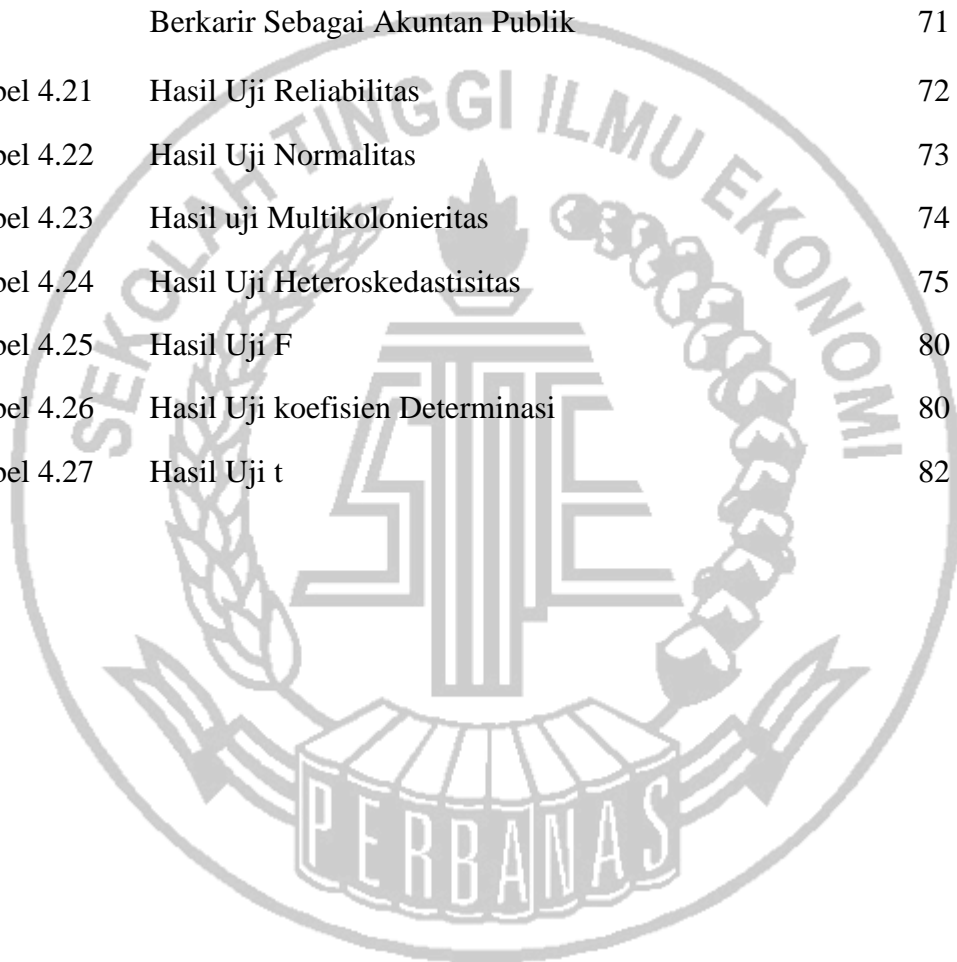 Berkarir Sebagai Akuntan Publik 71
bel 4.21 Hasil Uji Reliabilitas 72
bel 4.22 Hasil Uji Normalitas 73
bel 4.23 Hasil uji Multikolonieritas 74
bel 4.24 Hasil Uji Heteroskedastisitas 75
bel 4.25 Hasil Uji F 80
bel 4.26 Hasil Uji koefisien Determinasi 80
bel 4.27 Hasil Uji t 82
SEKOLAH TINGGI ILMU EKONOMI
STIE
PERBANAS